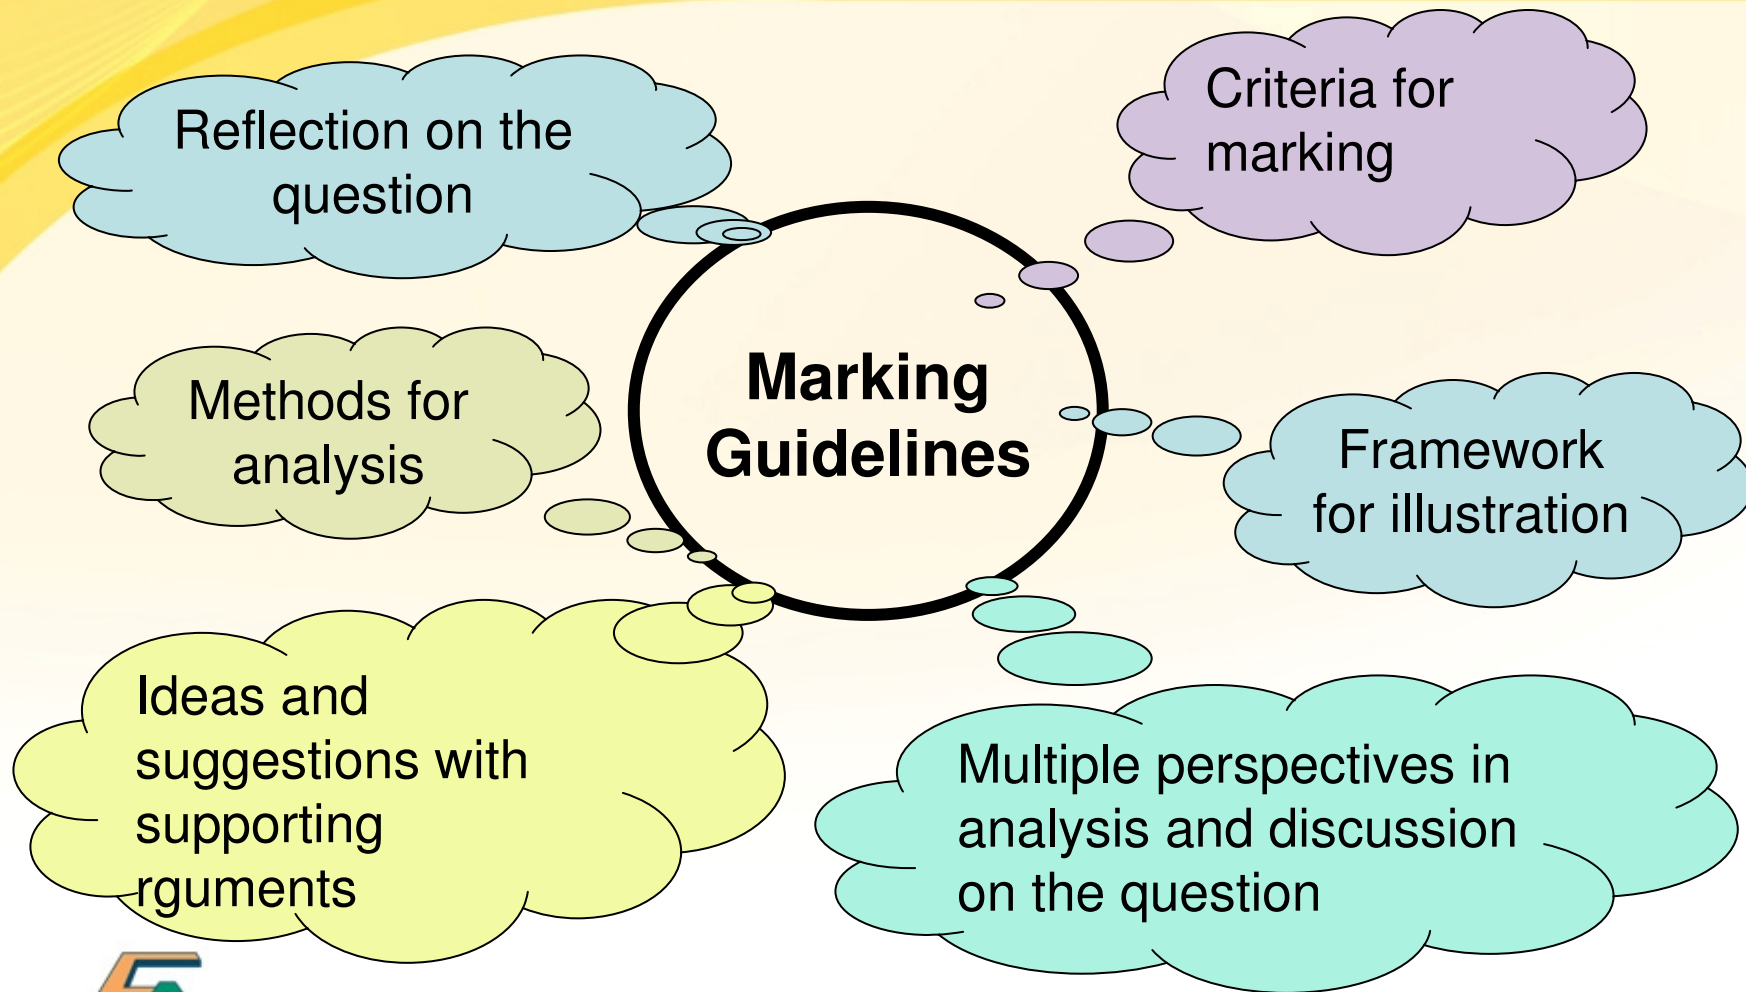 Reflection on the
question
Criteria for
marking
Methods for
analysis
Marking
Guidelines
Framework
for illustration
Ideas and
suggestions with
supporting
rguments
Multiple perspectives in
analysis and discussion
on the question